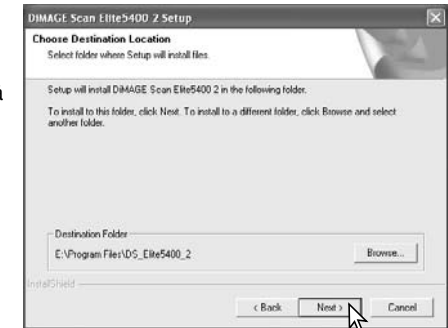 DiMAGE Scan Elite5400 2 Setup
Choose Destination Location
Select folder where Setup will install files.
Setup will install DiMAGE Scan Elite5400 2 in the following folder.
To install to this folder, click Next. To install to a different folder, click Browse and select
another folder.
Destination Folder
E:\Program Files\DS_Elite5400_2
Browse...
InstallShield
< Back
Next >
Cancel